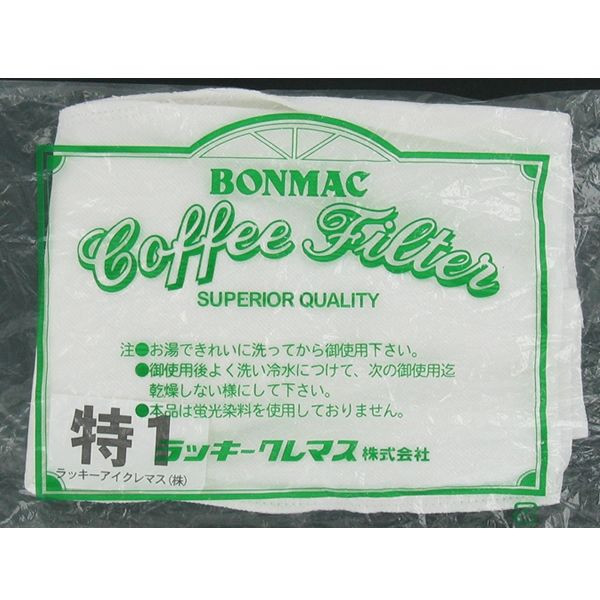 BONMAC
Coffee Filter
SUPERIOR QUALITY
注●お湯できれいに洗ってから御使用下さい。
●御使用後よく洗い冷水につけて、次の御使用迄
乾燥しない様にして下さい。
●本品は蛍光染料を使用しておりません。
特1
ラッキークレマス株式会社
ラッキーアイクレマス(株)